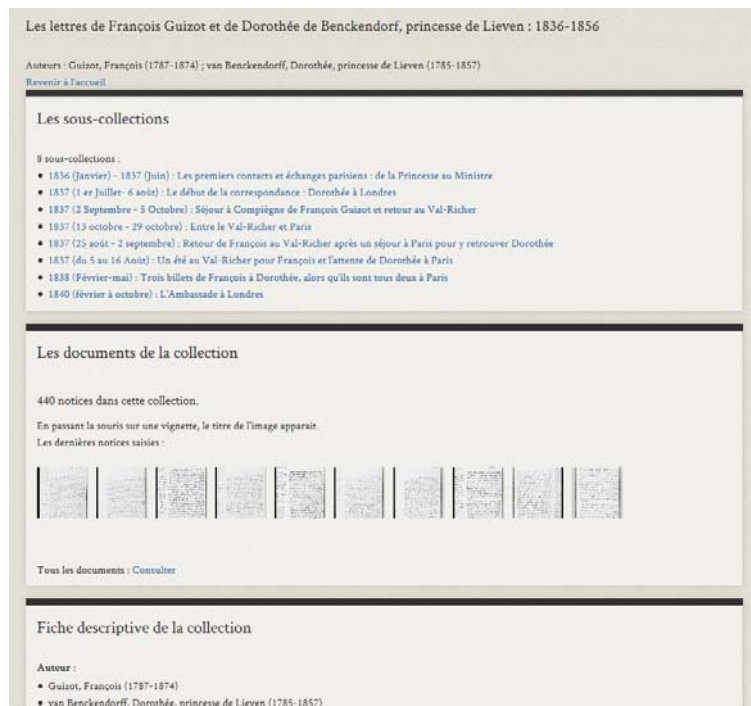 Les lettres de François Guizot et de Dorothée de Benckendorf, princesse de Lieven : 1836-1856
Auteurs : Guizot, François (1787-1874) ; van Benckendorff, Dorothée, princesse de Lieven (1785-1857)
Revenir à l'accueil
Les sous-collections
8 sous-collections :
• 1836 (Janvier) - 1837 (Juin) : Les premiers contacts et échanges parisiens : de la Princesse au Ministre
• 1837 (1 er Juillet- 6 août) : Le début de la correspondance : Dorothée à Londres
• 1837 (2 Septembre - 5 Octobre) : Séjour à Compiègne de François Guizot et retour au Val-Richer
• 1837 (13 octobre - 29 octobre) : Entre le Val-Richer et Paris
• 1837 (25 août - 2 septembre) : Retour de François au Val-Richer après un séjour à Paris pour y retrouver Dorothée
• 1837 (du 5 au 16 Août) : Un été au Val-Richer pour François et l'attente de Dorothée à Paris
• 1838 (Février-mai) : Trois billets de François à Dorothée, alors qu'ils sont tous deux à Paris
• 1840 (février à octobre) : L'Ambassade à Londres
Les documents de la collection
440 notices dans cette collection.
En passant la souris sur une vignette, le titre de l'image apparait.
Les dernières notices saisies :
Tous les documents : Consulter
Fiche descriptive de la collection
Auteur :
• Guizot, François (1787-1874)
• van Benckendorff, Dorothée, princesse de Lieven (1785-1857)